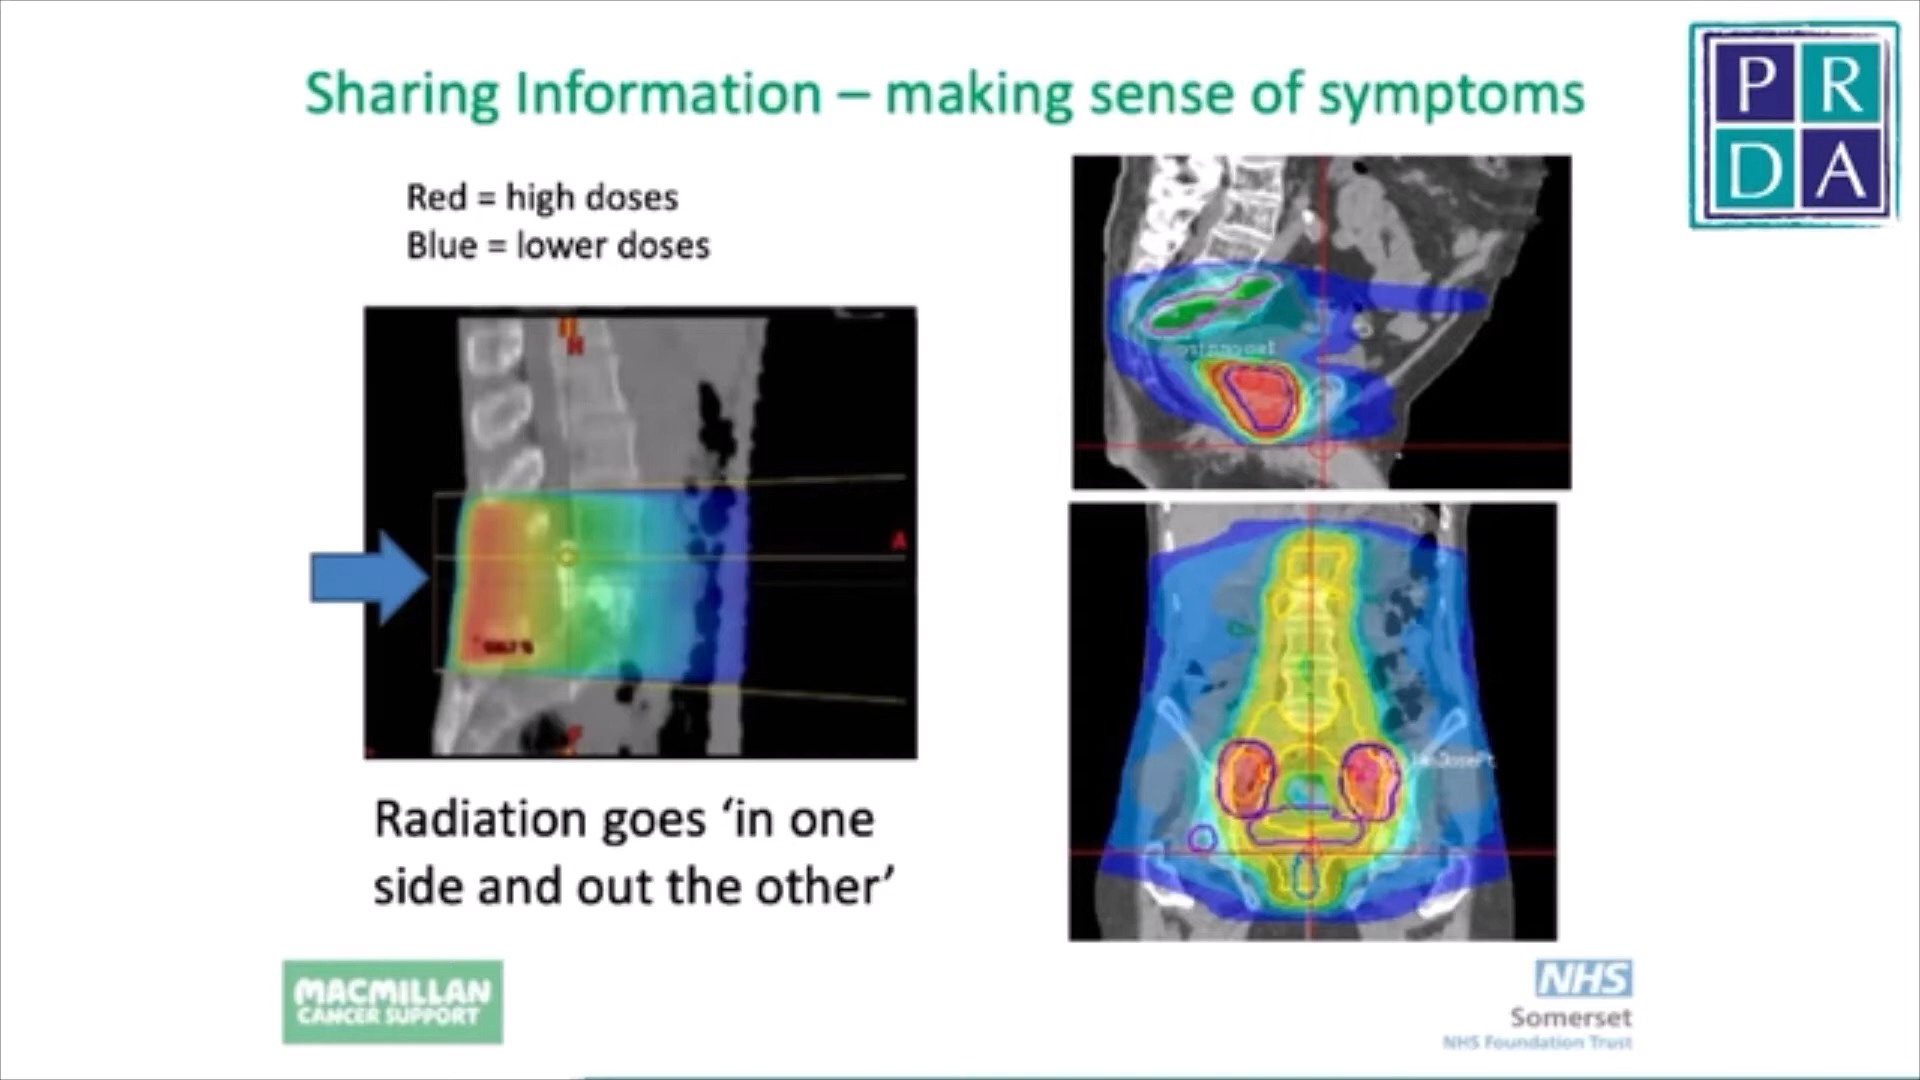 Sharing Information – making sense of symptoms
P R
D A
Red = high doses
Blue = lower doses
H
A
Radiation goes ‘in one
side and out the other’
MACMILLAN
CANCER SUPPORT
NHS
Somerset
NHS Foundation Trust